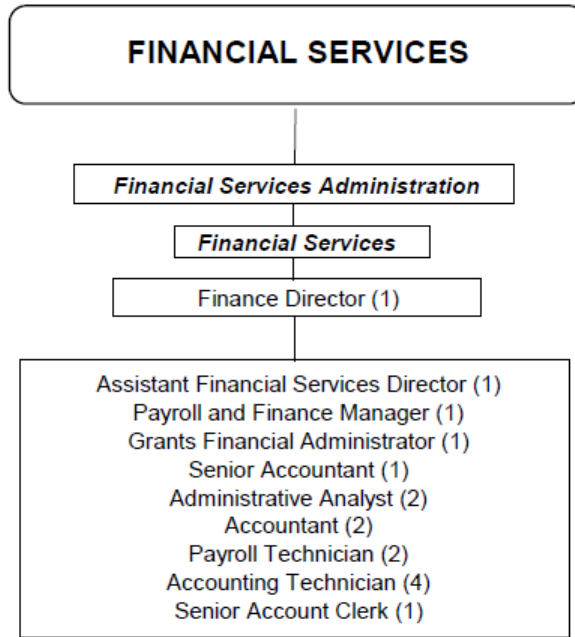 FINANCIAL SERVICES
Financial Services Administration
Financial Services
Finance Director (1)
Assistant Financial Services Director (1)
Payroll and Finance Manager (1)
Grants Financial Administrator (1)
Senior Accountant (1)
Administrative Analyst (2)
Accountant (2)
Payroll Technician (2)
Accounting Technician (4)
Senior Account Clerk (1)